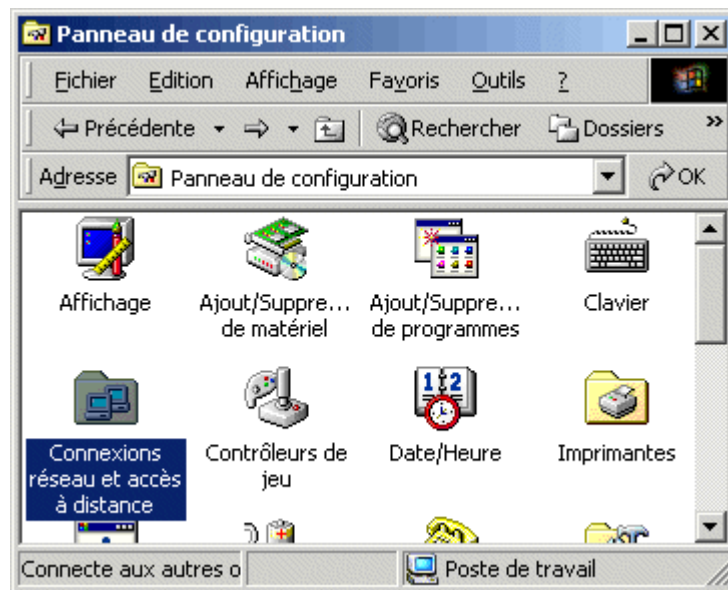 Panneau de configuration
Fichier Edition Affichage Favoris Outils ?
Précédente Rechercher Dossiers »
Adresse Panneau de configuration OK
Affichage Ajout/Suppre... Ajout/Suppre... Clavier
de matériel de programmes
Connexions Contrôleurs de Date/Heure Imprimantes
réseau et accès jeu
à distance
Connecte aux autres o Poste de travail